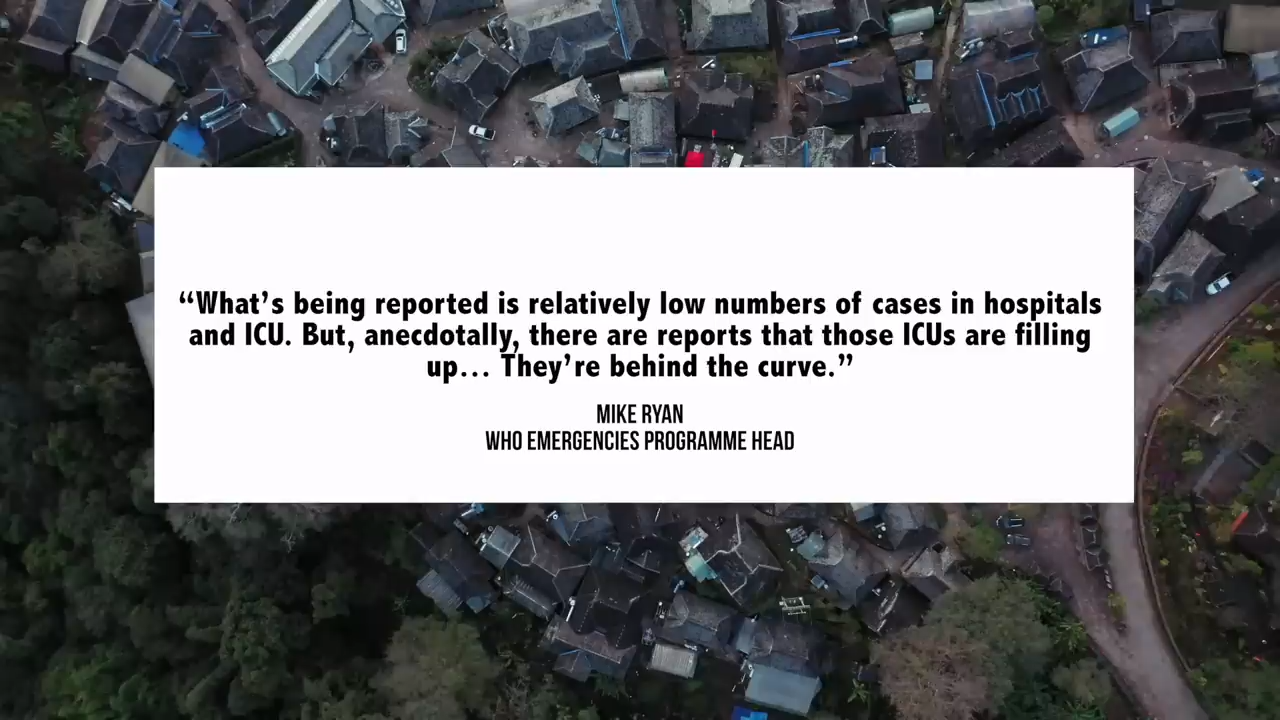 “What’s being reported is relatively low numbers of cases in hospitals
and ICU. But, anecdotally, there are reports that those ICUs are filling
up… They’re behind the curve.”
MIKE RYAN
WHO EMERGENCIES PROGRAMME HEAD